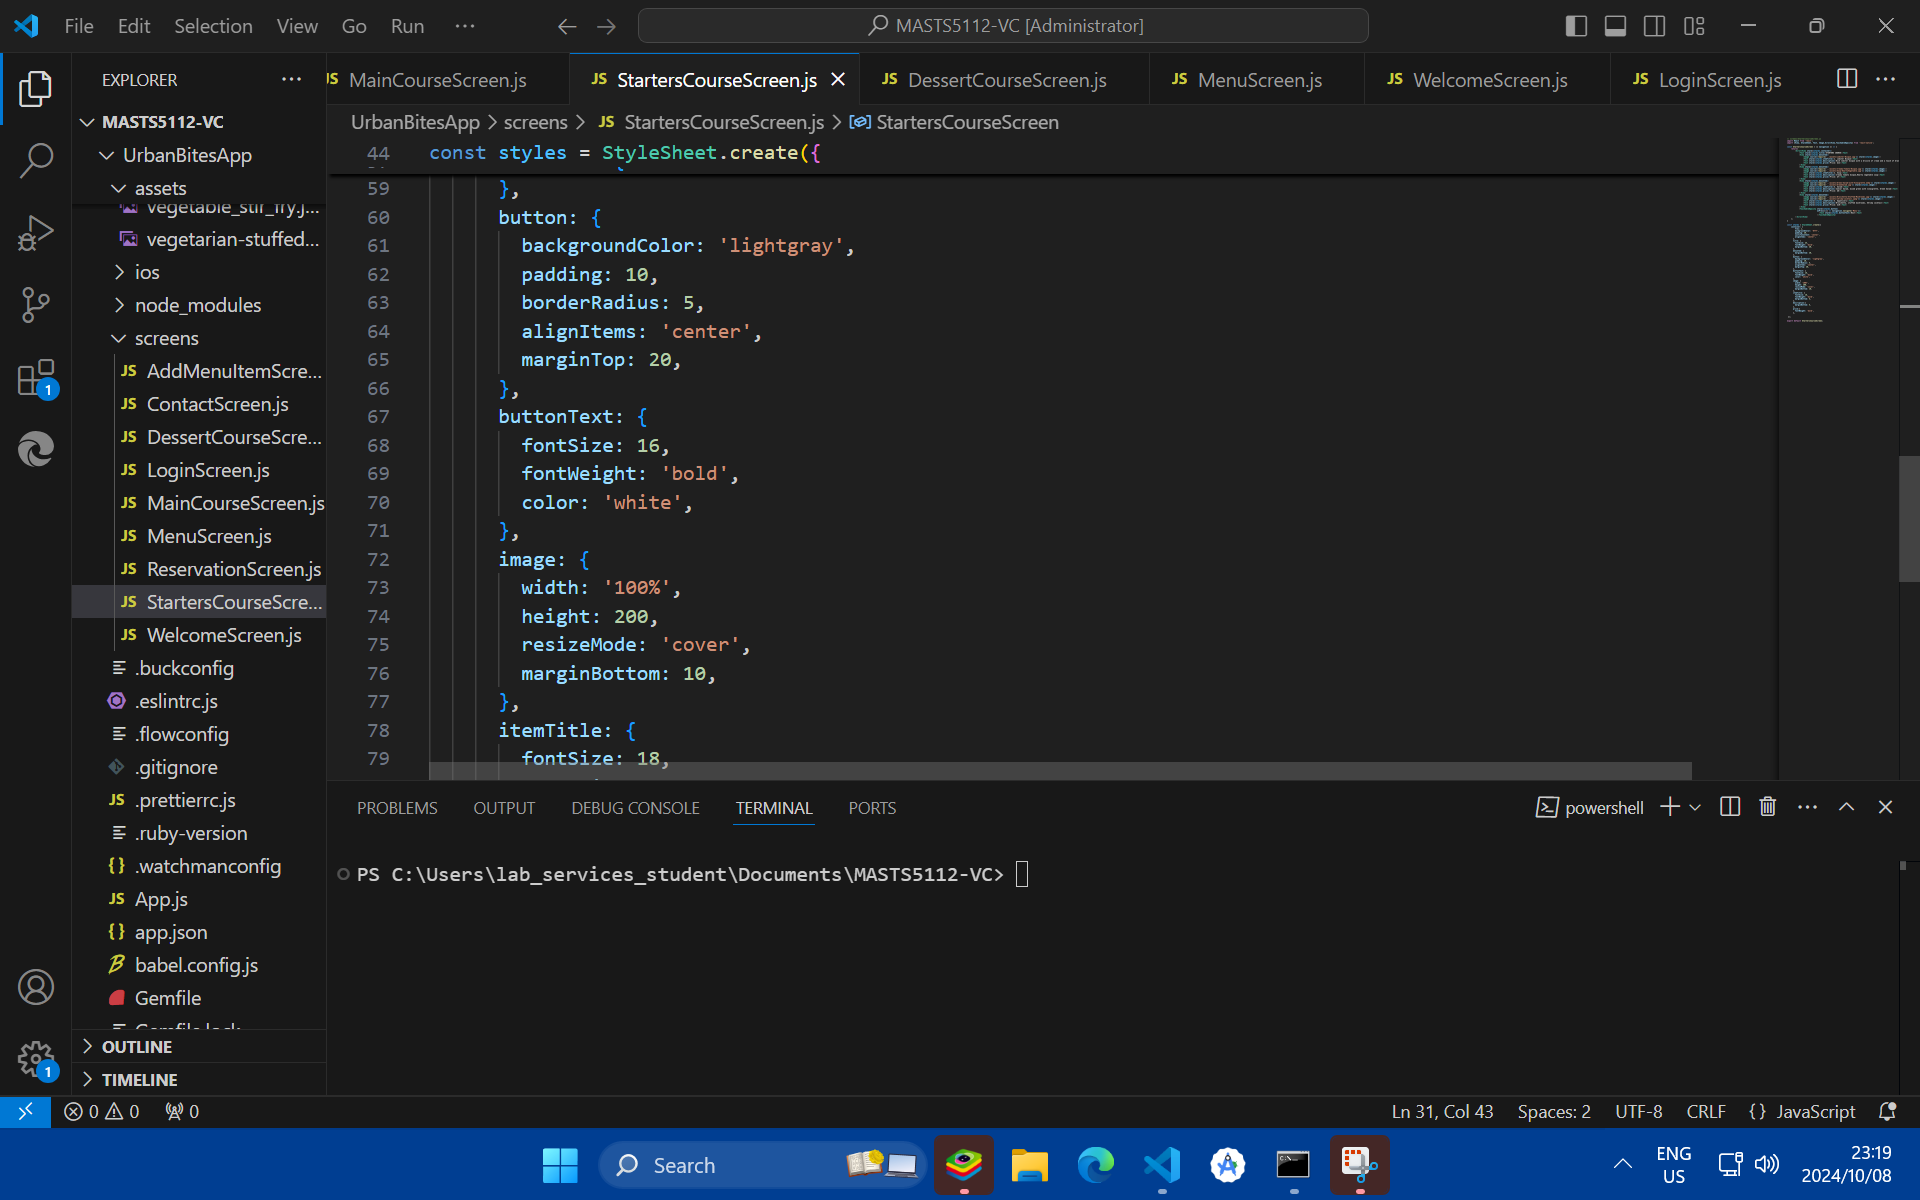 File Edit Selection View Go Run ··· MASTS5112-VC [Administrator]
EXPLORER
JS MainCourseScreen.js JS StartersCourseScreen.js JS DessertCourseScreen.js JS MenuScreen.js JS WelcomeScreen.js JS LoginScreen.js
UrbanBitesApp > screens > JS StartersCourseScreen.js > StartersCourseScreen
MASTS5112-VC
UrbanBitesApp
assets
vegetable_stir_fry.j...
vegetarian-stuffed...
ios
node_modules
screens
JS AddMenuItemScre...
JS ContactScreen.js
JS DessertCourseScre...
JS LoginScreen.js
JS MainCourseScreen.js
JS MenuScreen.js
JS ReservationScreen.js
JS StartersCourseScre...
JS WelcomeScreen.js
.buckconfig
.eslintrc.js
.flowconfig
.gitignore
JS .prettierrc.js
.ruby-version
{} .watchmanconfig
JS App.js
{} app.json
babel.config.js
Gemfile
Gemfile.lock
OUTLINE
TIMELINE
44 const styles = StyleSheet.create({
59 },
60 button: {
61 backgroundColor: 'lightgray',
62 padding: 10,
63 borderRadius: 5,
64 alignItems: 'center',
65 marginTop: 20,
66 },
67 buttonText: {
68 fontSize: 16,
69 fontWeight: 'bold',
70 color: 'white',
71 },
72 image: {
73 width: '100%',
74 height: 200,
75 resizeMode: 'cover',
76 marginBottom: 10,
77 },
78 itemTitle: {
79 fontSize: 18,
PROBLEMS OUTPUT DEBUG CONSOLE TERMINAL PORTS powershell
PS C:\Users\lab_services_student\Documents\MASTS5112-VC>
1
1
0 0 0 Ln 31, Col 43 Spaces: 2 UTF-8 CRLF {} JavaScript
Search
ENG
US
23:19
2024/10/08